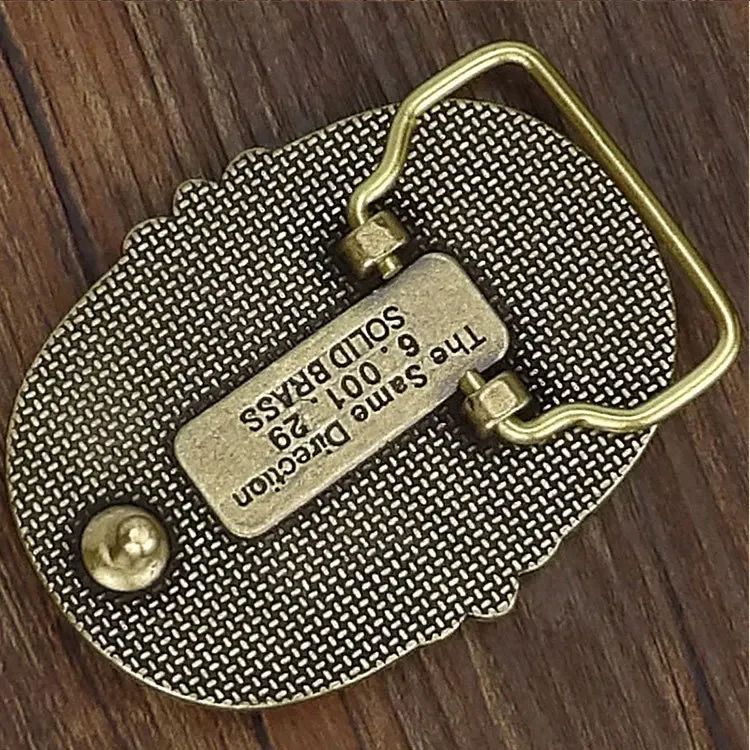 The Same Direction
6. 001. 29
SOLID BRASS